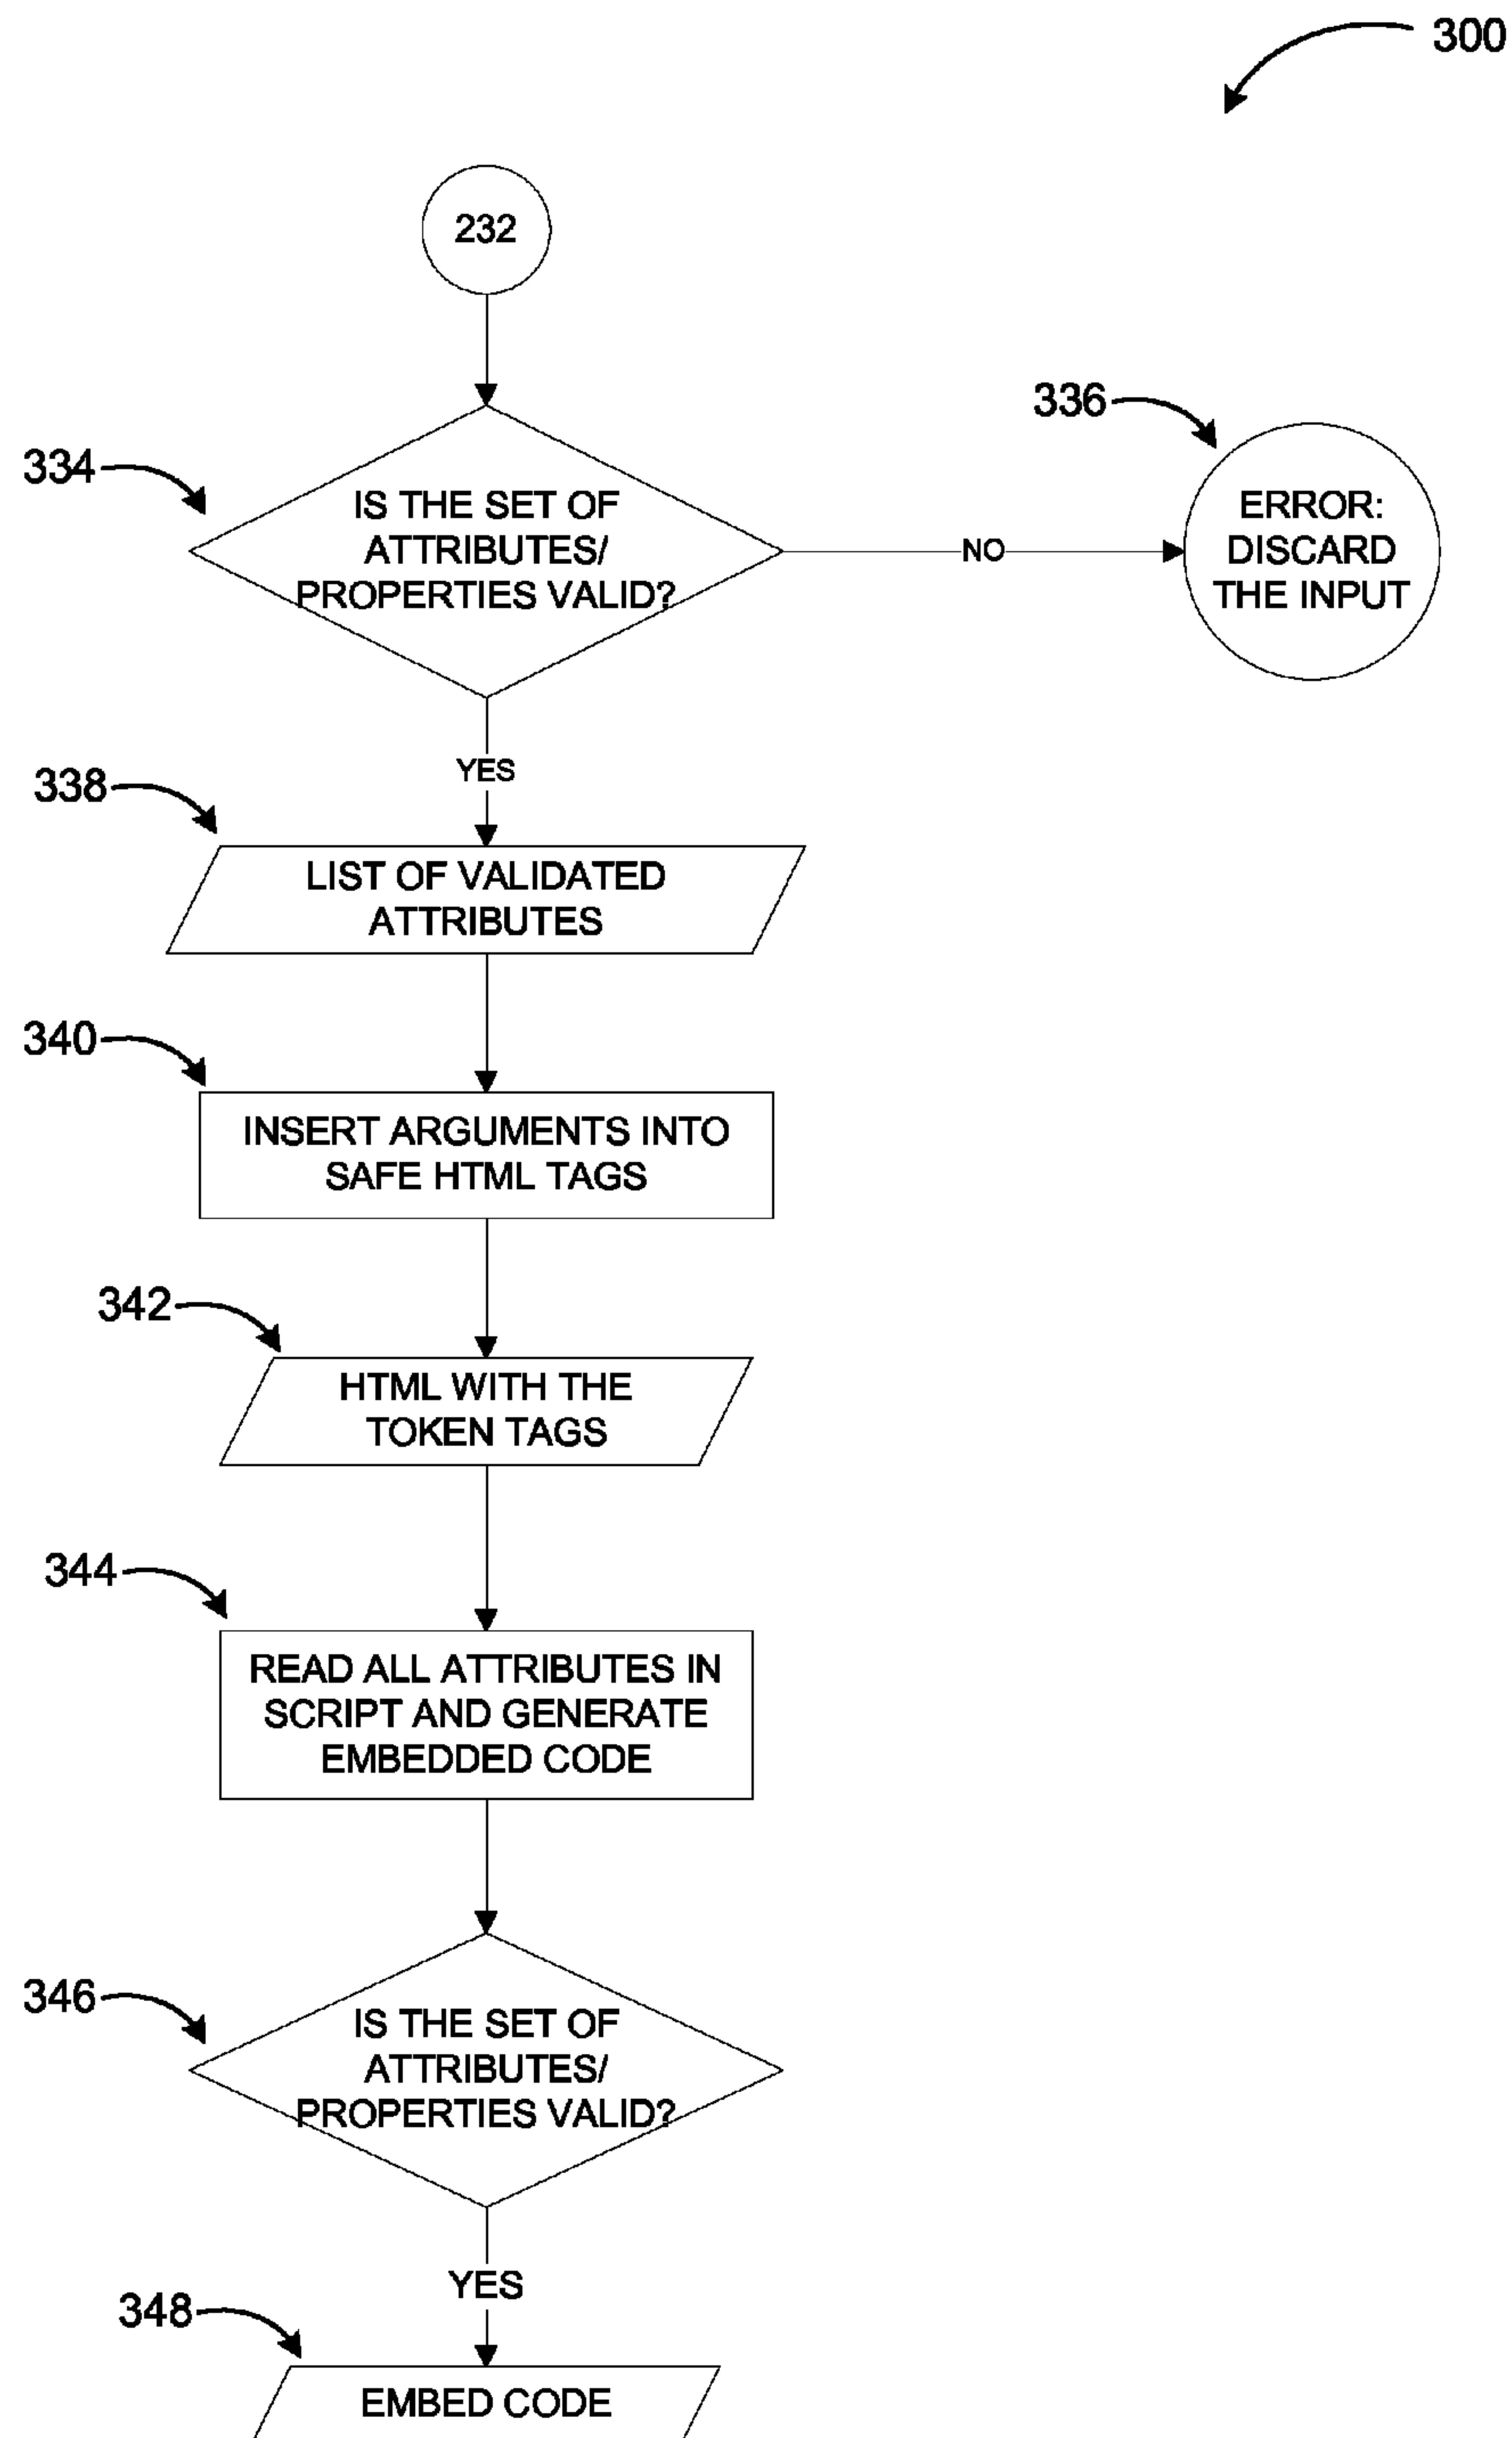 300
232
336
334
IS THE SET OF
ATTRIBUTES/
PROPERTIES VALID?
NO
ERROR:
DISCARD
THE INPUT
YES
338
LIST OF VALIDATED
ATTRIBUTES
340
INSERT ARGUMENTS INTO
SAFE HTML TAGS
342
HTML WITH THE
TOKEN TAGS
344
READ ALL ATTRIBUTES IN
SCRIPT AND GENERATE
EMBEDDED CODE
346
IS THE SET OF
ATTRIBUTES/
PROPERTIES VALID?
YES
348
EMBED CODE